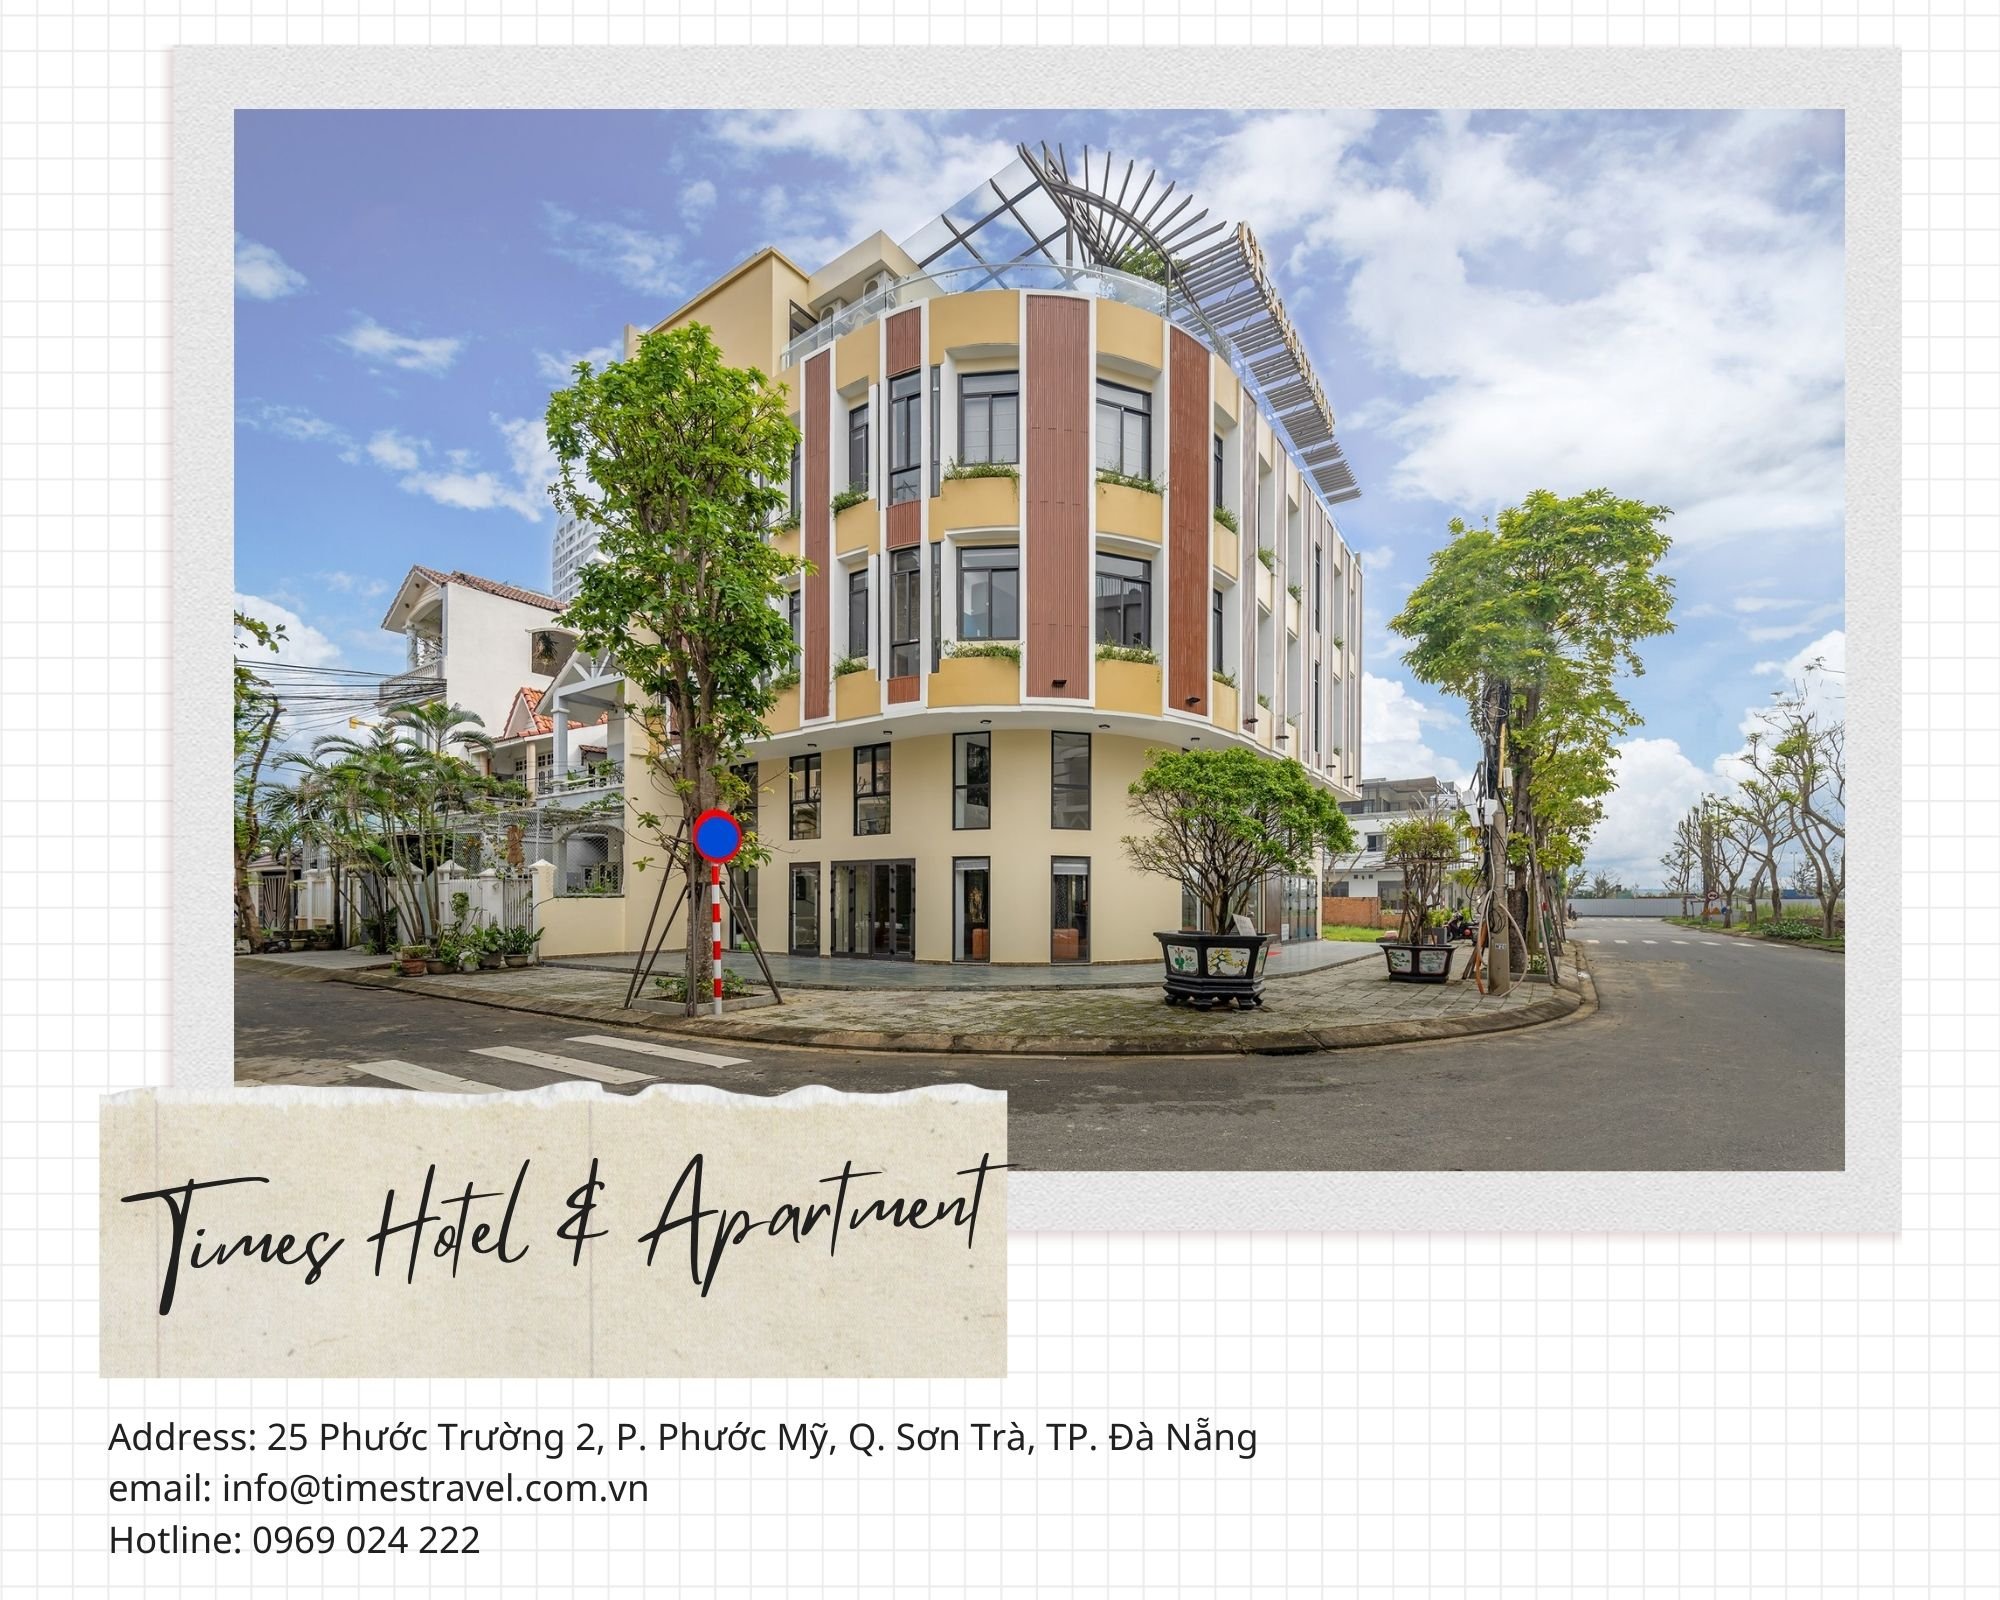 Times Hotel & Apartment
Address: 25 Phước Trường 2, P. Phước Mỹ, Q. Sơn Trà, TP. Đà Nẵng
email: info@timestravel.com.vn
Hotline: 0969 024 222